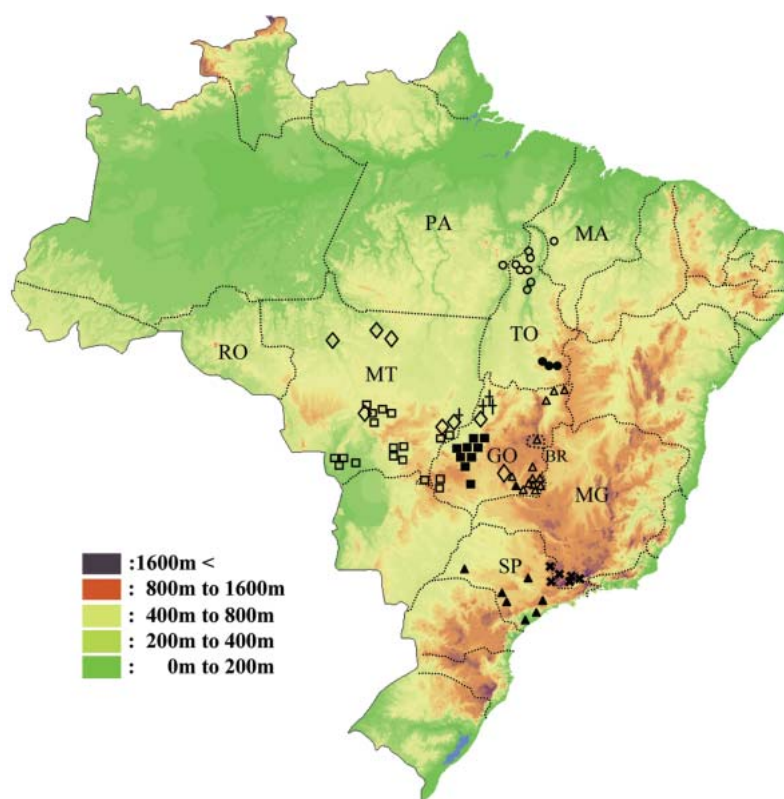 PA
MA
TO
RO
MT
GO
BR
MG
SP
:1600m <
: 800m to 1600m
: 400m to 800m
: 200m to 400m
: 0m to 200m